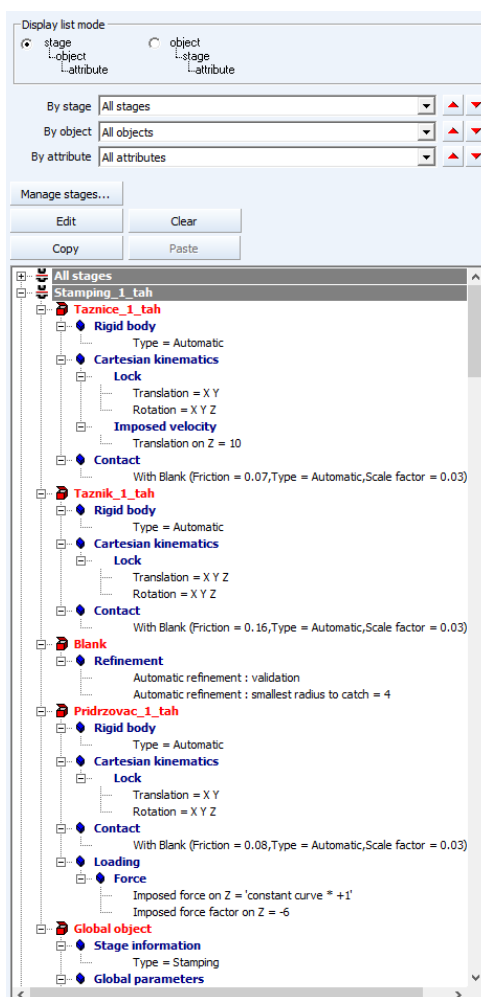 Display list mode
stage
object
attribute
object
stage
attribute
By stage All stages
By object All objects
By attribute All attributes
Manage stages...
Edit Clear
Copy Paste
All stages
Stamping_1_tah
Taznice_1_tah
Rigid body
Type = Automatic
Cartesian kinematics
Lock
Translation = X Y
Rotation = X Y Z
Imposed velocity
Translation on Z = 10
Contact
With Blank (Friction = 0.07,Type = Automatic,Scale factor = 0.03)
Taznik_1_tah
Rigid body
Type = Automatic
Cartesian kinematics
Lock
Translation = X Y Z
Rotation = X Y Z
Contact
With Blank (Friction = 0.16,Type = Automatic,Scale factor = 0.03)
Blank
Refinement
Automatic refinement : validation
Automatic refinement : smallest radius to catch = 4
Pridrzovac_1_tah
Rigid body
Type = Automatic
Cartesian kinematics
Lock
Translation = X Y
Rotation = X Y Z
Contact
With Blank (Friction = 0.08,Type = Automatic,Scale factor = 0.03)
Loading
Force
Imposed force on Z = 'constant curve * +1'
Imposed force factor on Z = -6
Global object
Stage information
Type = Stamping
Global parameters